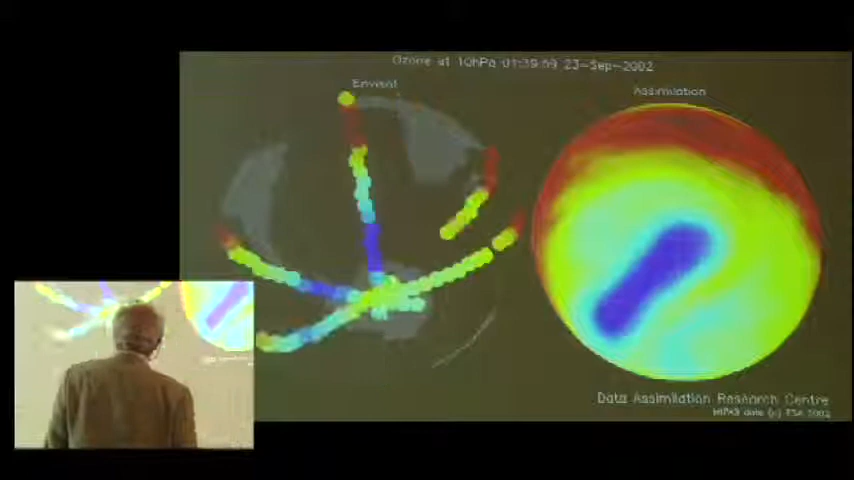 Ozone at 10hPa 01:39:59 23-Sep-2002
Envisat
Assimilation
Data Assimilation Research Centre
MIPAS data (c) ESA 2002